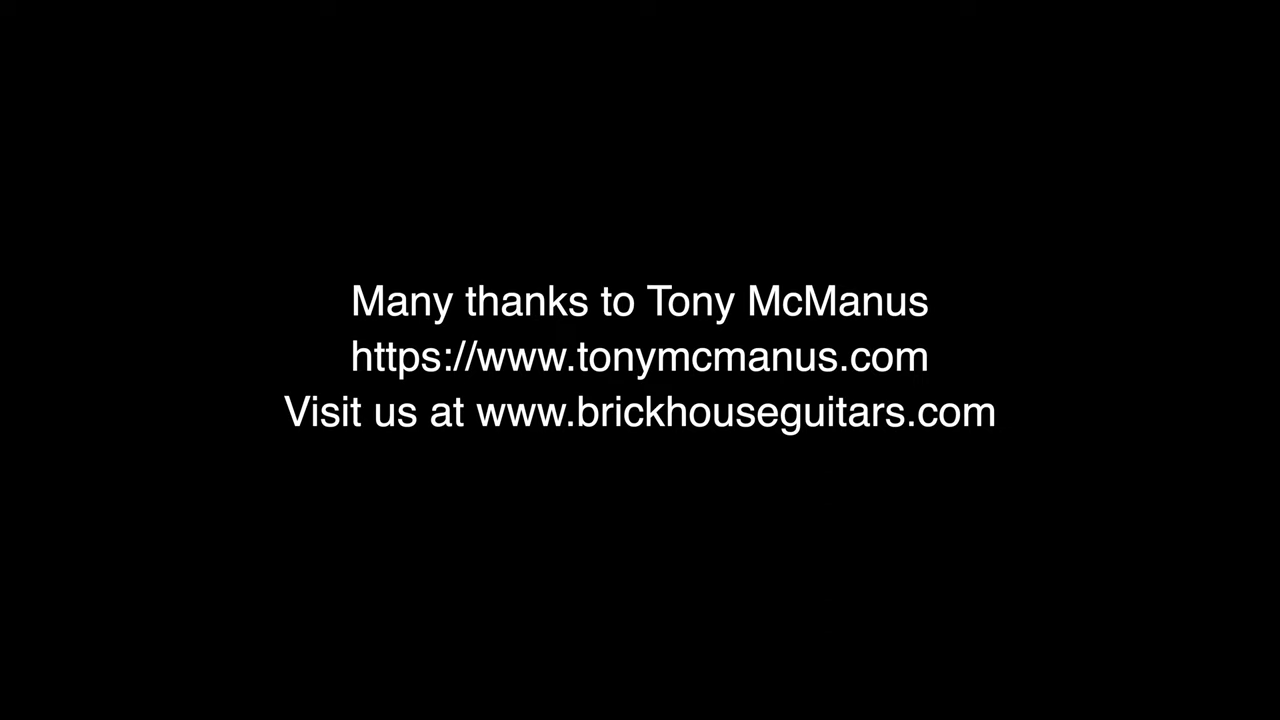 Many thanks to Tony McManus
https://www.tonymcmanus.com
Visit us at www.brickhouseguitars.com